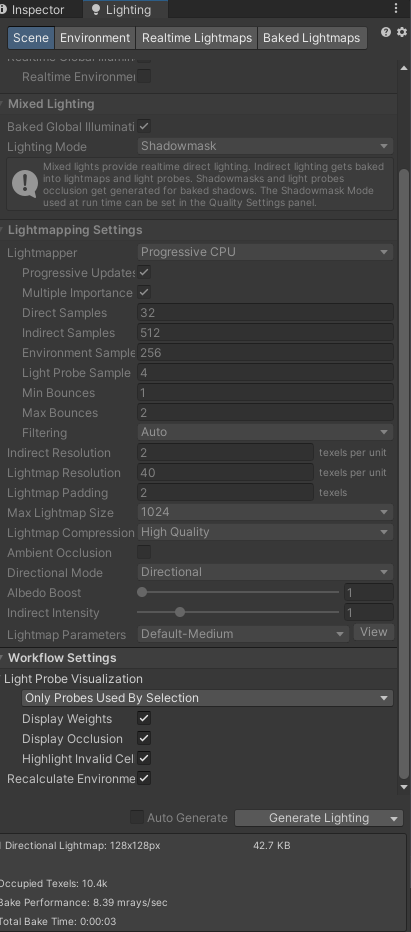 Inspector
Lighting
Scene Environment Realtime Lightmaps Baked Lightmaps
Realtime Environmen
Mixed Lighting
Baked Global Illuminati
Lighting Mode Shadowmask
Mixed lights provide realtime direct lighting. Indirect lighting gets baked
into lightmaps and light probes. Shadowmasks and light probes
occlusion get generated for baked shadows. The Shadowmask Mode
used at run time can be set in the Quality Settings panel.
Lightmapping Settings
Lightmapper Progressive CPU
Progressive Updates
Multiple Importance
Direct Samples 32
Indirect Samples 512
Environment Sample 256
Light Probe Sample 4
Min Bounces 1
Max Bounces 2
Filtering Auto
Indirect Resolution 2 texels per unit
Lightmap Resolution 40 texels per unit
Lightmap Padding 2 texels
Max Lightmap Size 1024
Lightmap Compression High Quality
Ambient Occlusion
Directional Mode Directional
Albedo Boost 1
Indirect Intensity 1
Lightmap Parameters Default-Medium View
Workflow Settings
Light Probe Visualization
Only Probes Used By Selection
Display Weights
Display Occlusion
Highlight Invalid Cel
Recalculate Environme
Auto Generate Generate Lighting
Directional Lightmap: 128x128px 42.7 KB
Occupied Texels: 10.4k
Bake Performance: 8.39 mrays/sec
Total Bake Time: 0:00:03